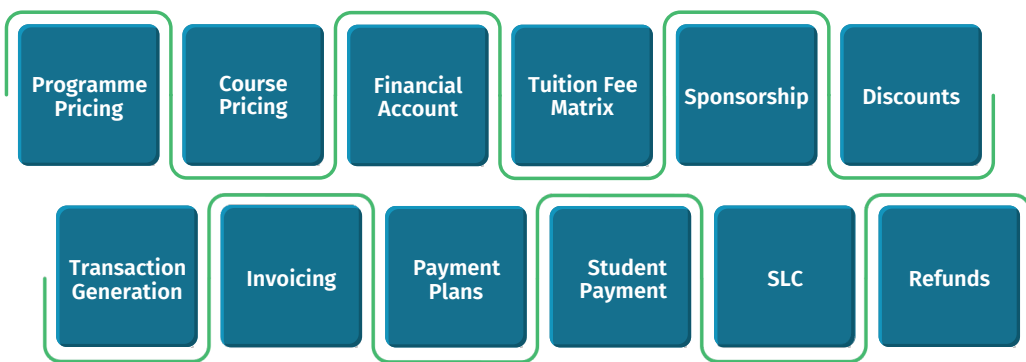 Programme
Pricing
Course
Pricing
Financial
Account
Tuition Fee
Matrix
Sponsorship
Discounts
Transaction
Generation
Invoicing
Payment
Plans
Student
Payment
SLC
Refunds